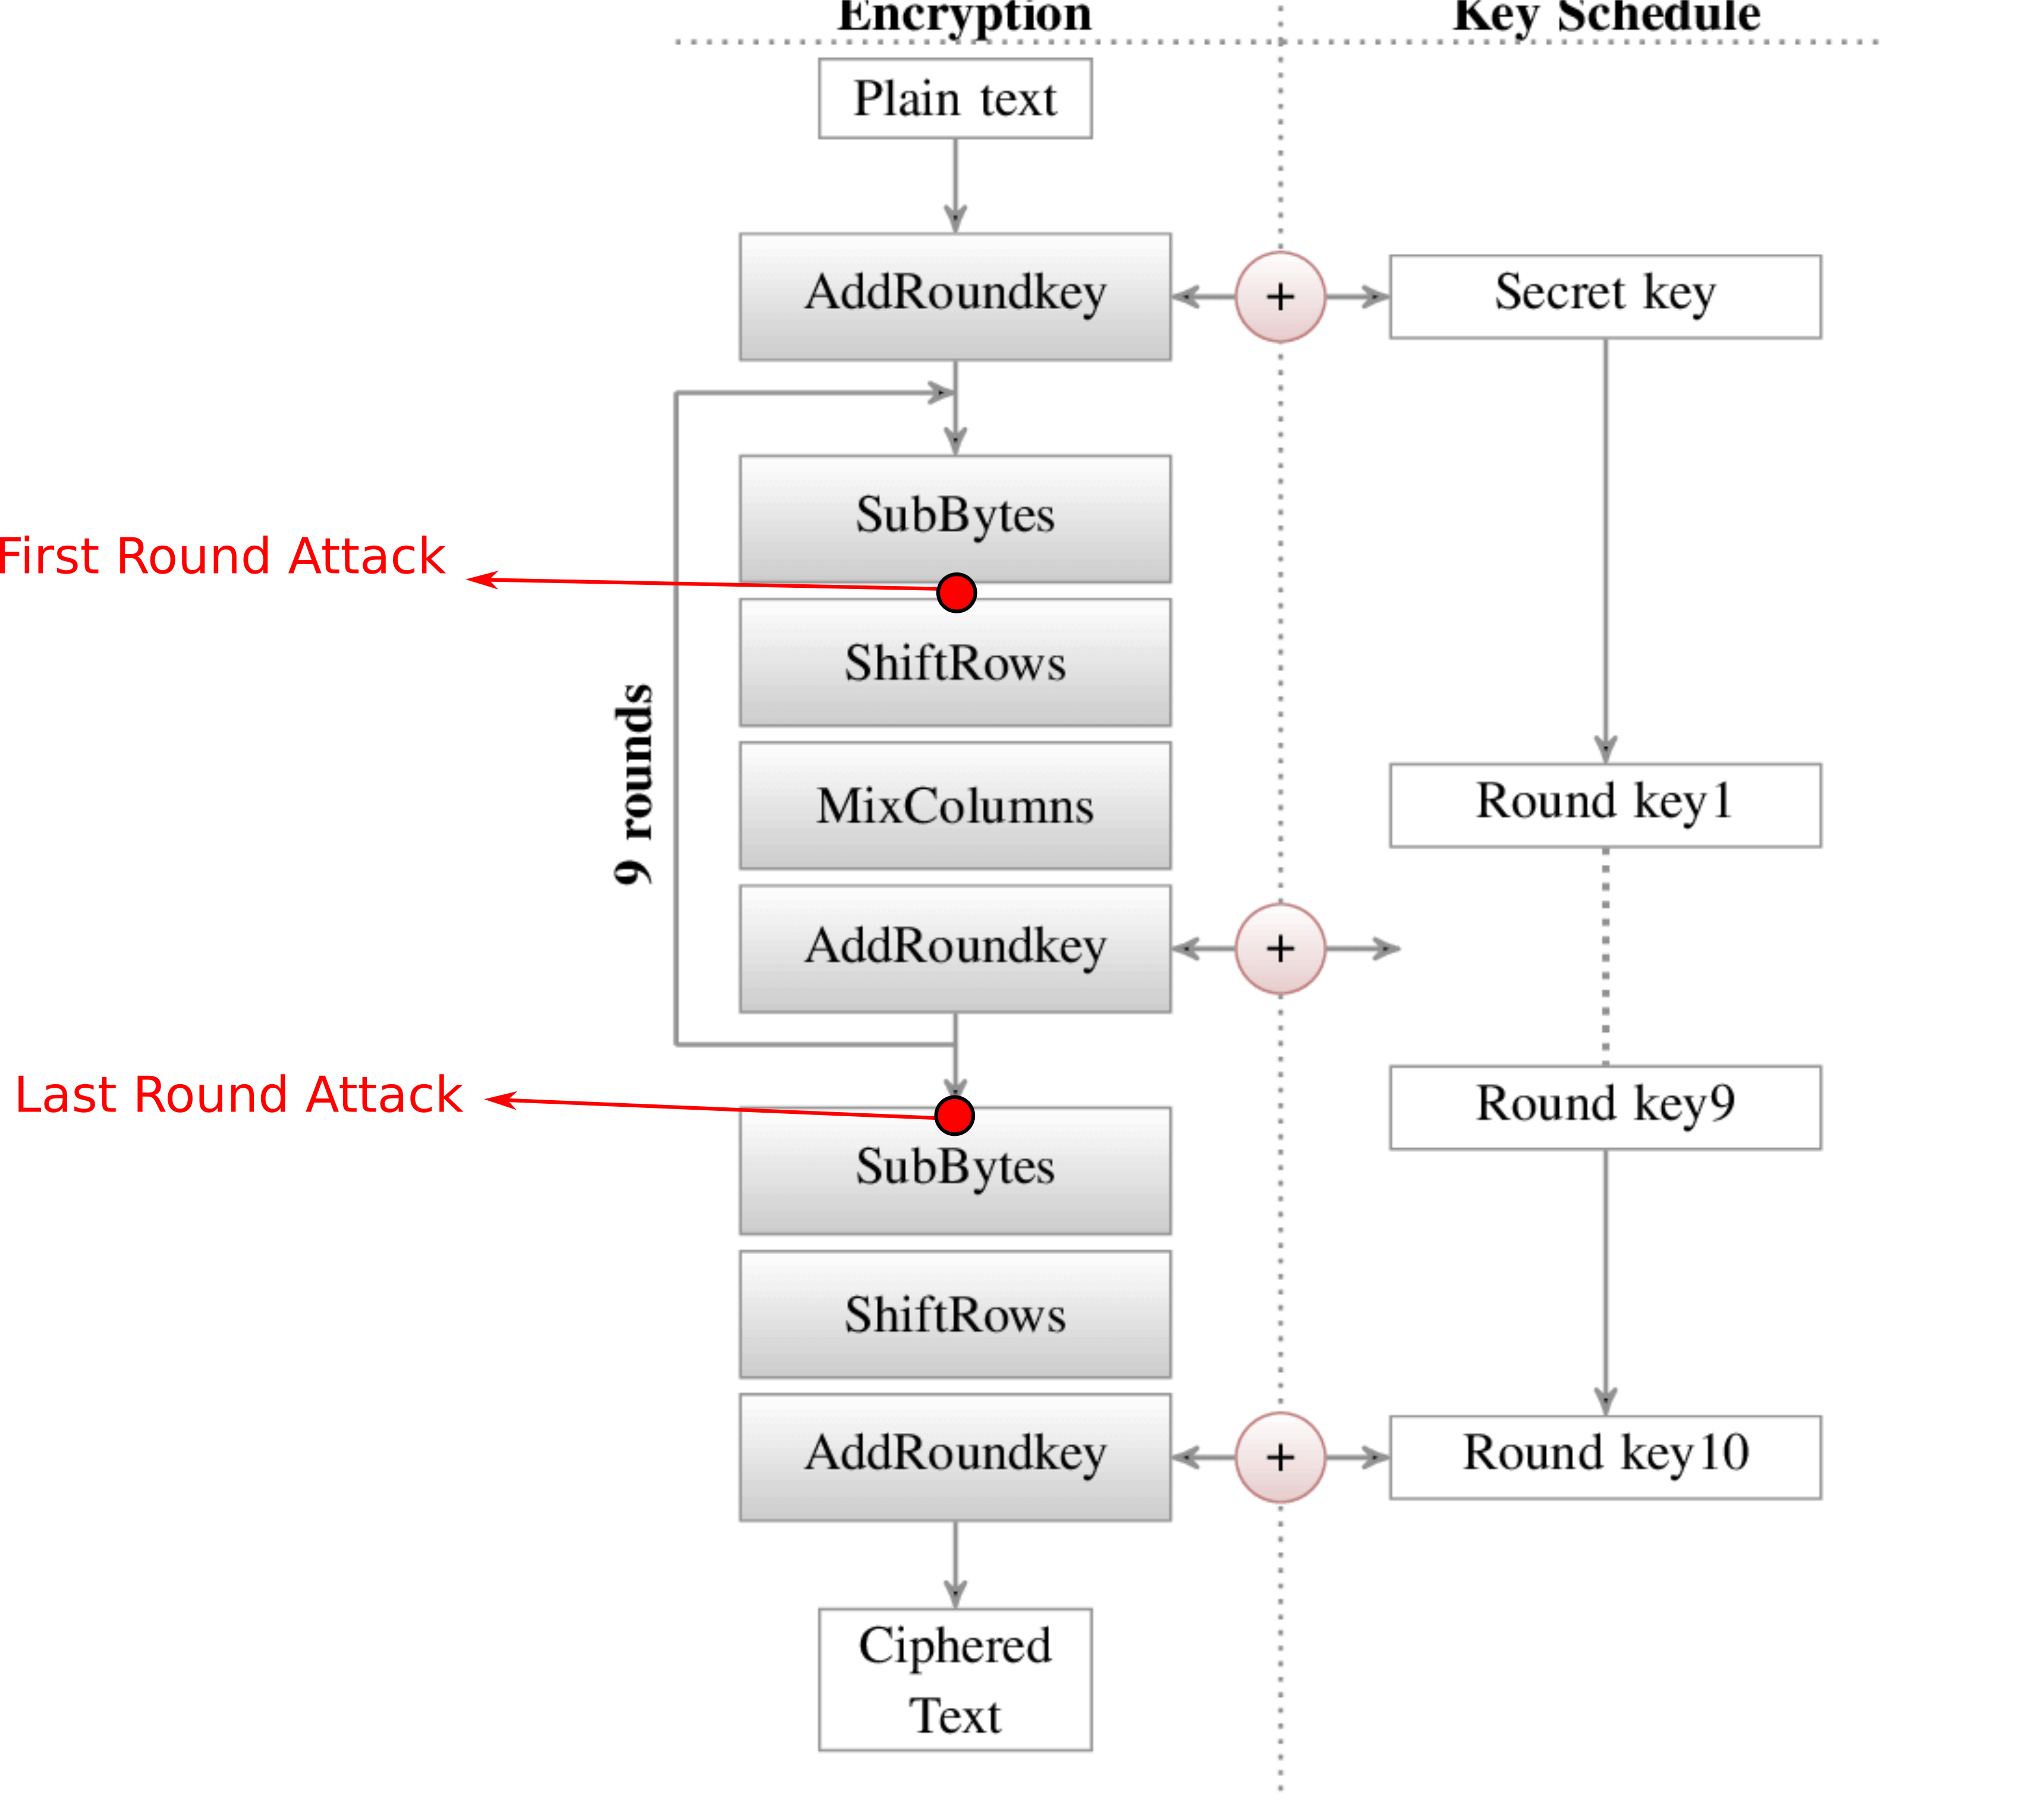 Encryption
Key Schedule
Plain text
AddRoundkey
+
Secret key
SubBytes
First Round Attack
ShiftRows
9 rounds
MixColumns
Round key1
AddRoundkey
+
Last Round Attack
Round key9
SubBytes
ShiftRows
AddRoundkey
+
Round key10
Ciphered
Text